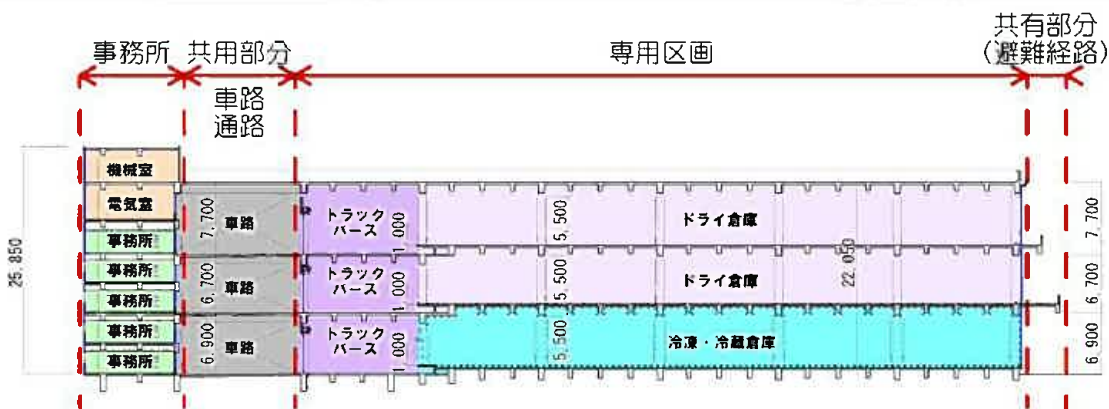 事務所
共用部分
専用区画
共有部分
(避難経路)
車路
通路
機械室
電気室
事務所
事務所
事務所
事務所
事務所
7,700
6,700
6,900
車路
車路
車路
トラック
バース
トラック
バース
トラック
バース
1,000
1,000
1,000
5,500
5,500
5,500
ドライ倉庫
ドライ倉庫
冷凍・冷蔵倉庫
22,050
25,850
7,700
6,700
6,900